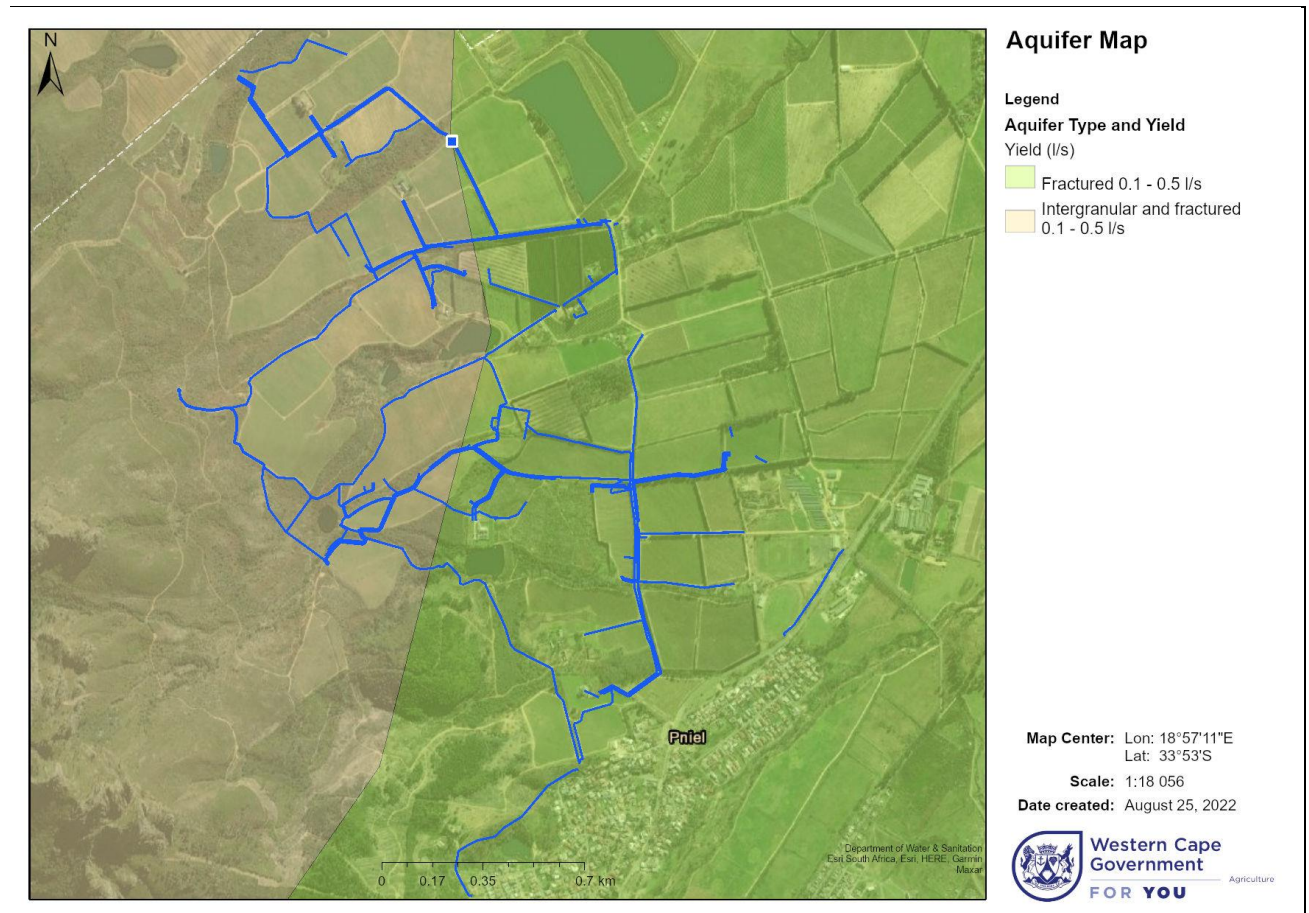 N
Aquifer Map
Legend
Aquifer Type and Yield
Yield (l/s)
Fractured 0.1 - 0.5 l/s
Intergranular and fractured
0.1 - 0.5 l/s
Pniel
Map Center: Lon: 18°57'11"E
Lat: 33°53'S
Scale: 1:18 056
Date created: August 25, 2022
Department of Water & Sanitation
Esri South Africa, Esri, HERE, Garmin
Maxar
0 0.17 0.35 0.7 km
Western Cape
Government
Agriculture
FOR YOU